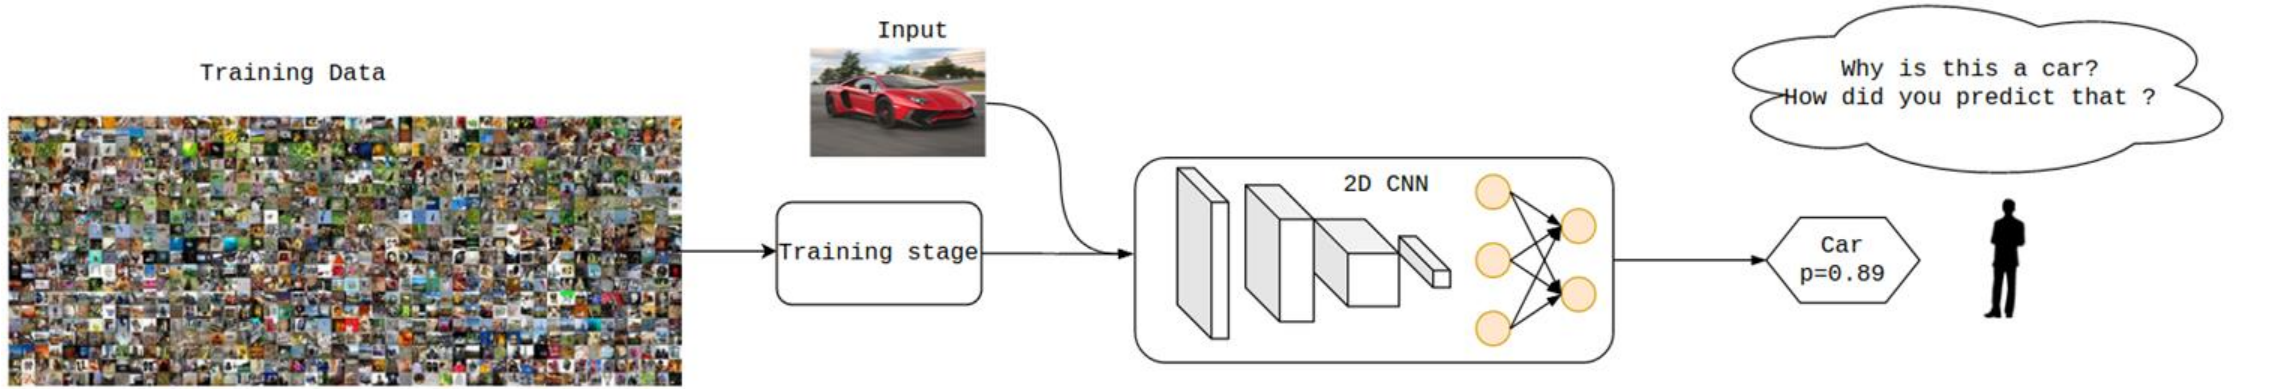 Training Data
Input
Training stage
2D CNN
Car
p=0.89
Why is this a car?
How did you predict that ?